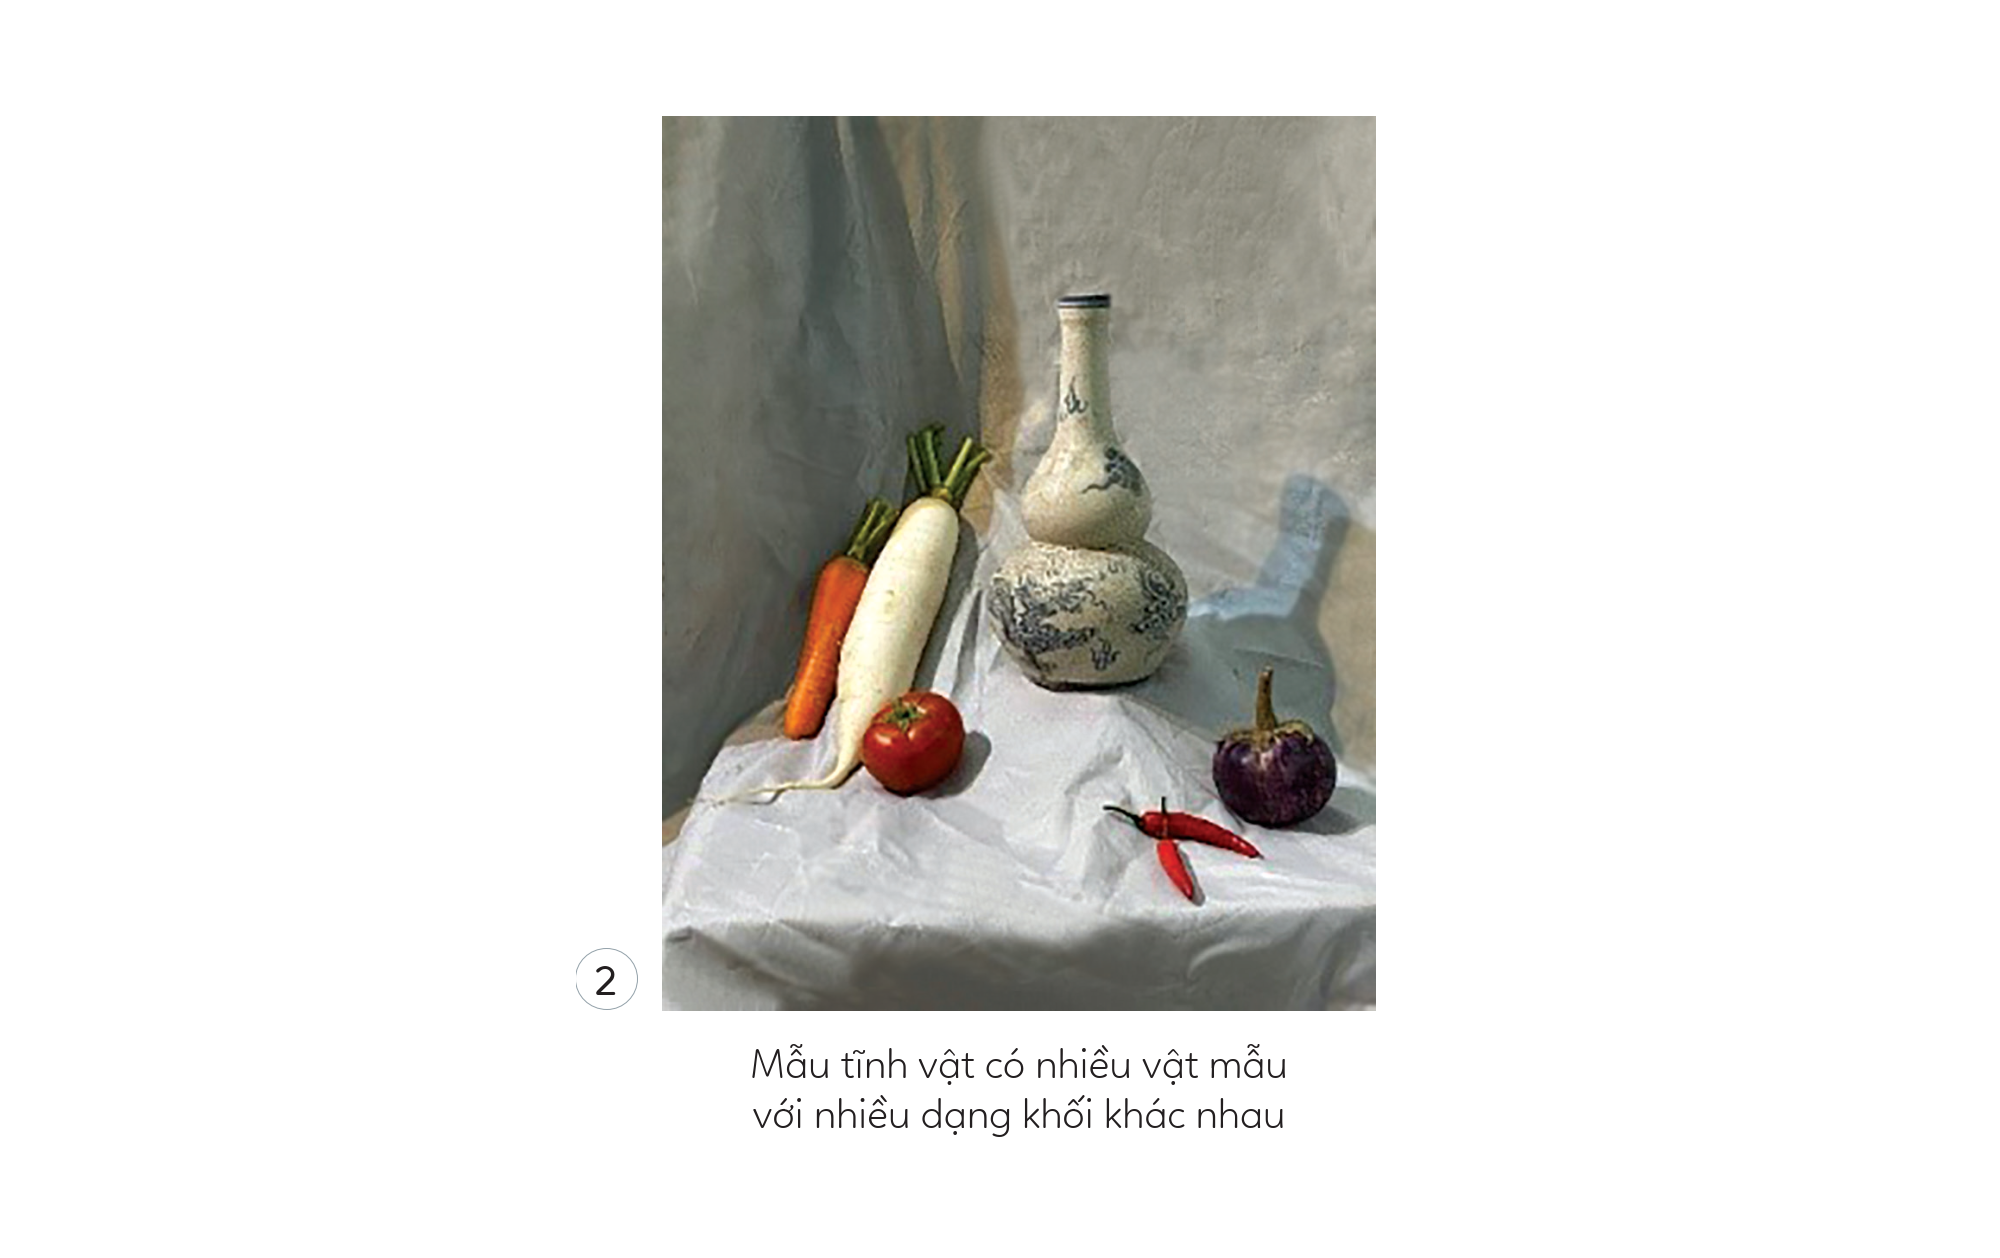 2
Mẫu tĩnh vật có nhiều vật mẫu
với nhiều dạng khối khác nhau